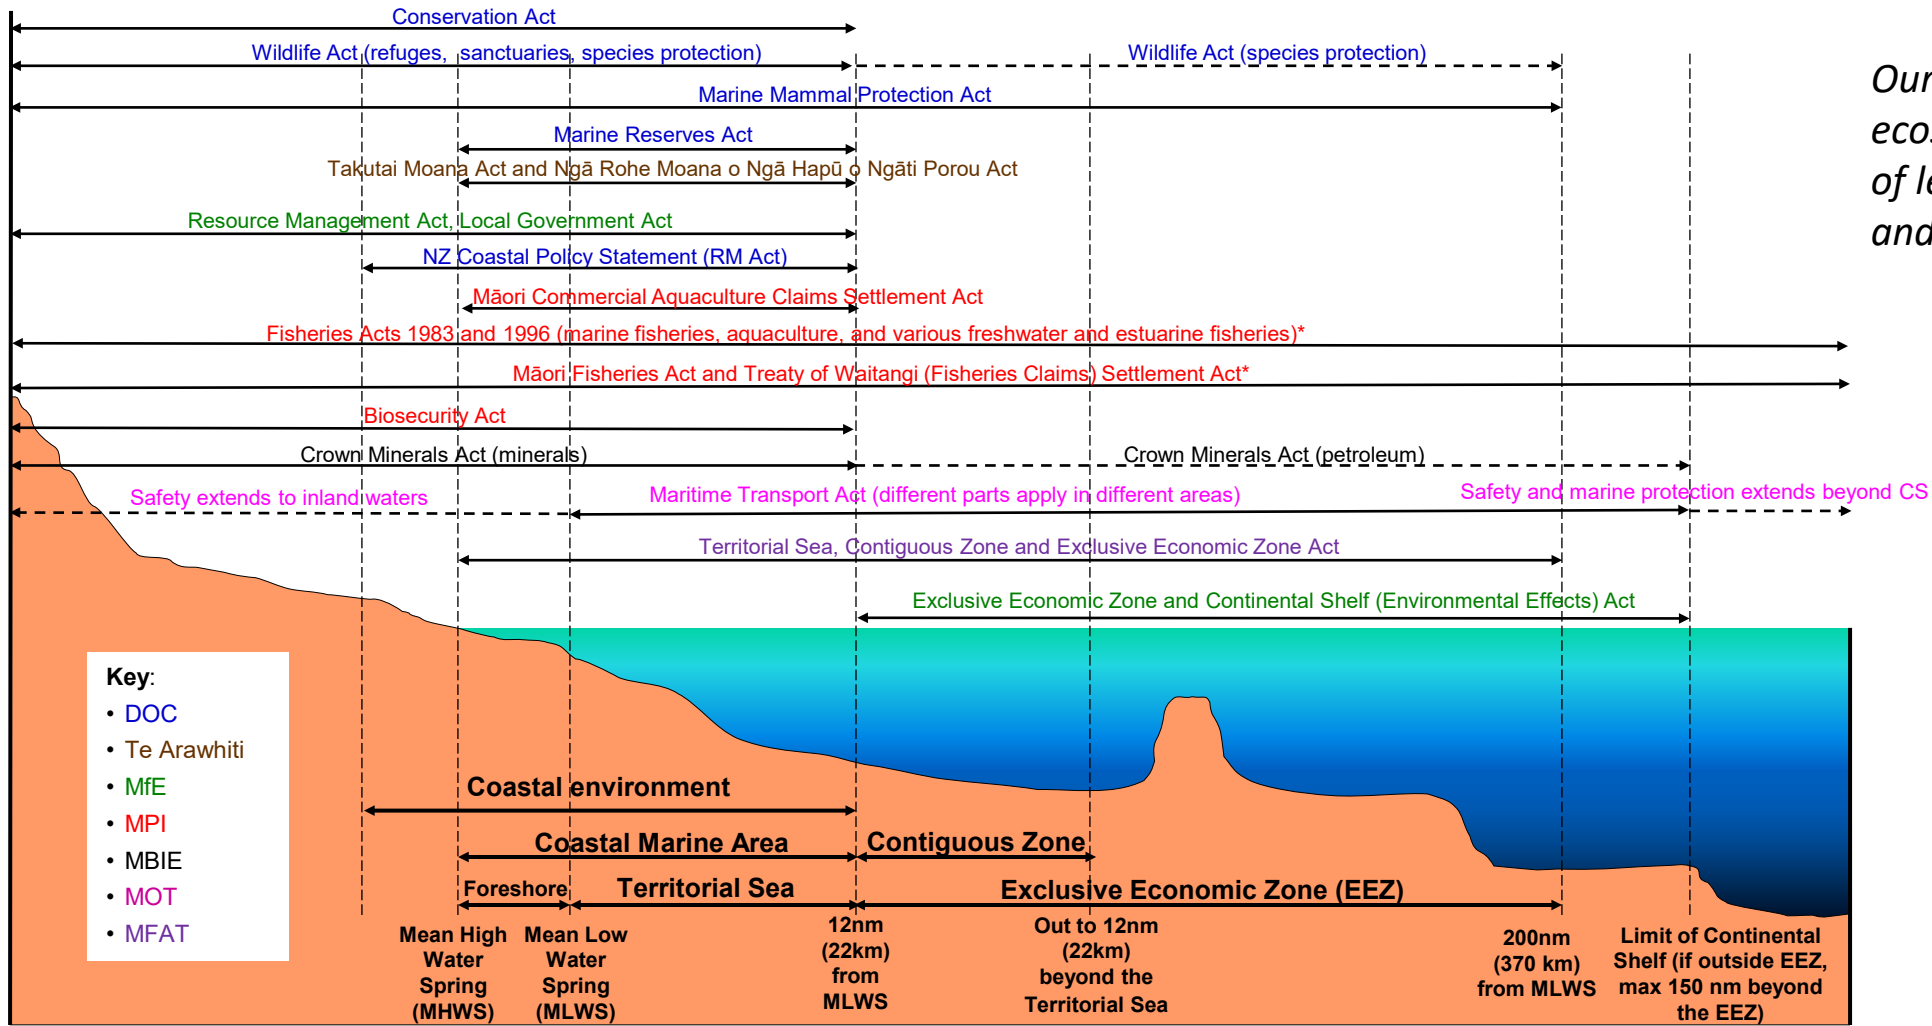 Conservation Act
Wildlife Act (refuges, sanctuaries, species protection)
Wildlife Act (species protection)
Marine Mammal Protection Act
Marine Reserves Act
Takutai Moana Act and Ngā Rohe Moana o Ngā Hapū o Ngāti Porou Act
Resource Management Act, Local Government Act
NZ Coastal Policy Statement (RM Act)
Māori Commercial Aquaculture Claims Settlement Act
Fisheries Acts 1983 and 1996 (marine fisheries, aquaculture, and various freshwater and estuarine fisheries)*
Māori Fisheries Act and Treaty of Waitangi (Fisheries Claims) Settlement Act*
Biosecurity Act
Crown Minerals Act (minerals)
Crown Minerals Act (petroleum)
Safety extends to inland waters
Maritime Transport Act (different parts apply in different areas)
Safety and marine protection extends beyond CS
Territorial Sea, Contiguous Zone and Exclusive Economic Zone Act
Exclusive Economic Zone and Continental Shelf (Environmental Effects) Act
Our
ecos
of le
and
Key:
• DOC
• Te Arawhiti
• MfE
• MPI
• MBIE
• MOT
• MFAT
Coastal environment
Coastal Marine Area
Contiguous Zone
Foreshore
Territorial Sea
Exclusive Economic Zone (EEZ)
Mean High
Water
Spring
(MHWS)
Mean Low
Water
Spring
(MLWS)
12nm
(22km)
from
MLWS
Out to 12nm
(22km)
beyond the
Territorial Sea
200nm
(370 km)
from MLWS
Limit of Continental
Shelf (if outside EEZ,
max 150 nm beyond
the EEZ)